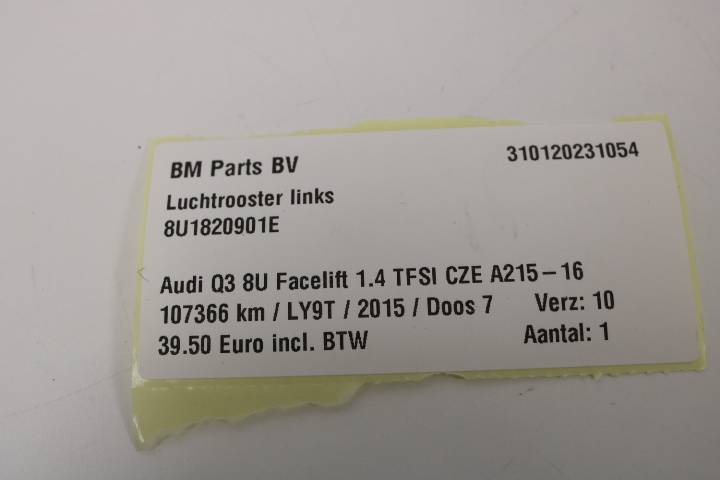 BM Parts BV 310120231054
Luchtrooster links
8U1820901E
Audi Q3 8U Facelift 1.4 TFSI CZE A215-16
107366 km / LY9T / 2015 / Doos 7 Verz: 10
39.50 Euro incl. BTW Aantal: 1